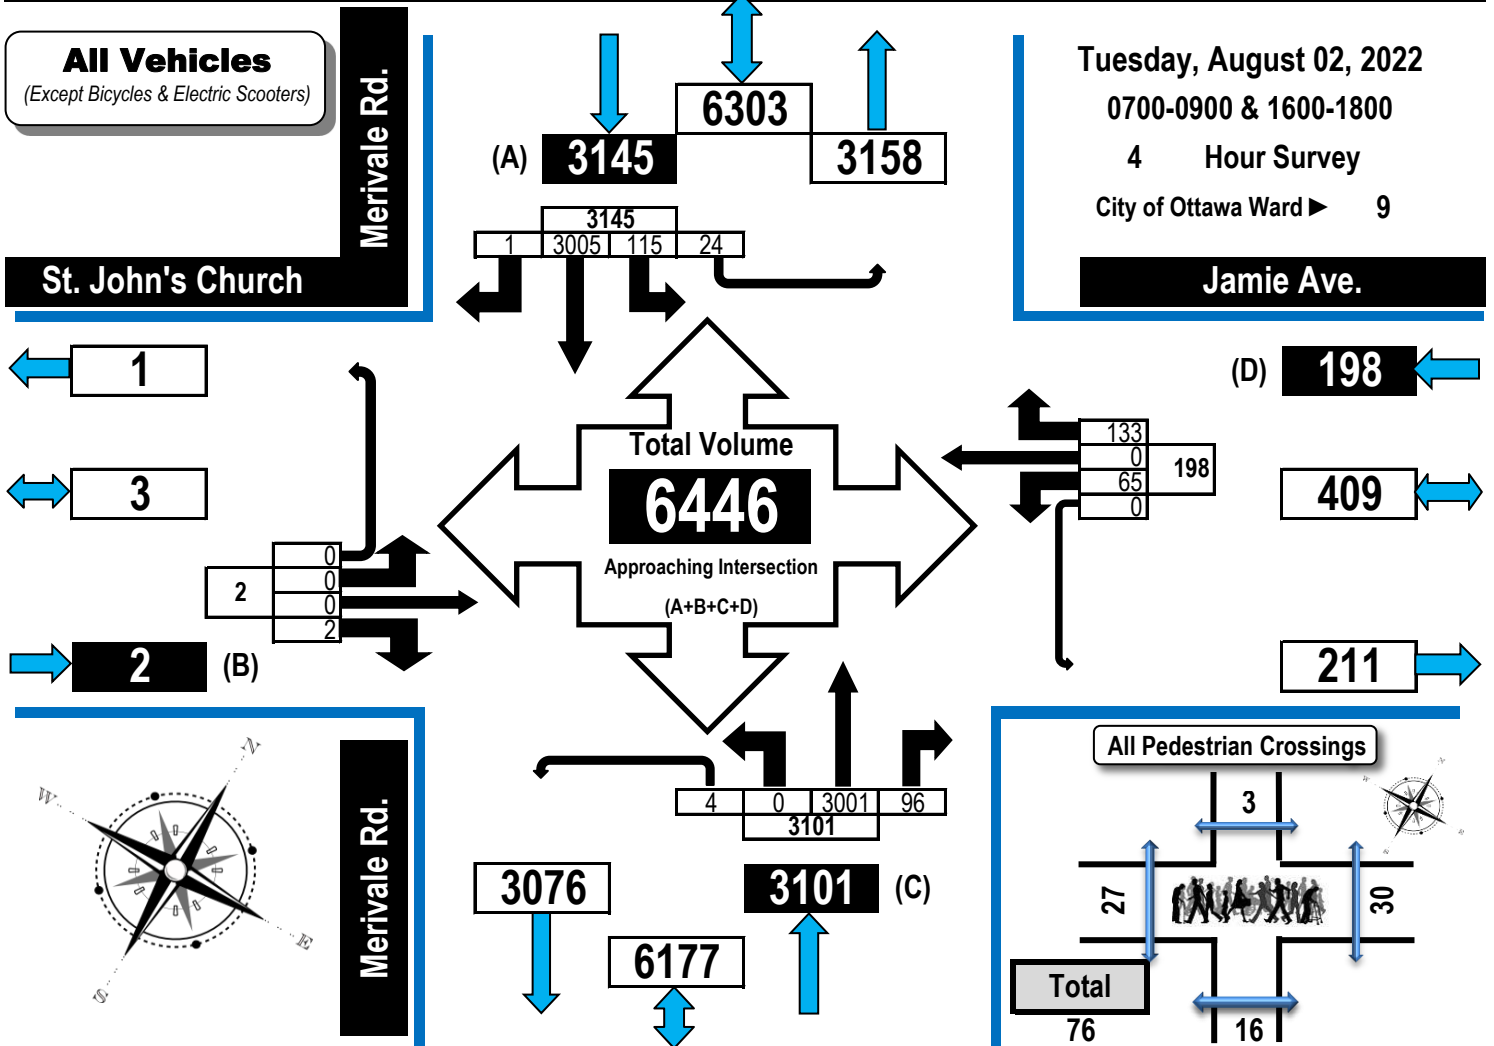 All Vehicles
(Except Bicycles & Electric Scooters)
Merivale Rd.
St. John's Church
(A)
3145
6303
3158
3145
1 3005 115 24
Tuesday, August 02, 2022
0700-0900 & 1600-1800
4 Hour Survey
City of Ottawa Ward ► 9
Jamie Ave.
1
3
0
0
0
2
2
2
(B)
Total Volume
6446
Approaching Intersection
(A+B+C+D)
(D)
198
133
0
65
0
198
409
211
N
W
E
S
Merivale Rd.
4 0 3001 96
3101
3076
3101
(C)
6177
All Pedestrian Crossings
3
27
30
Total
76
16